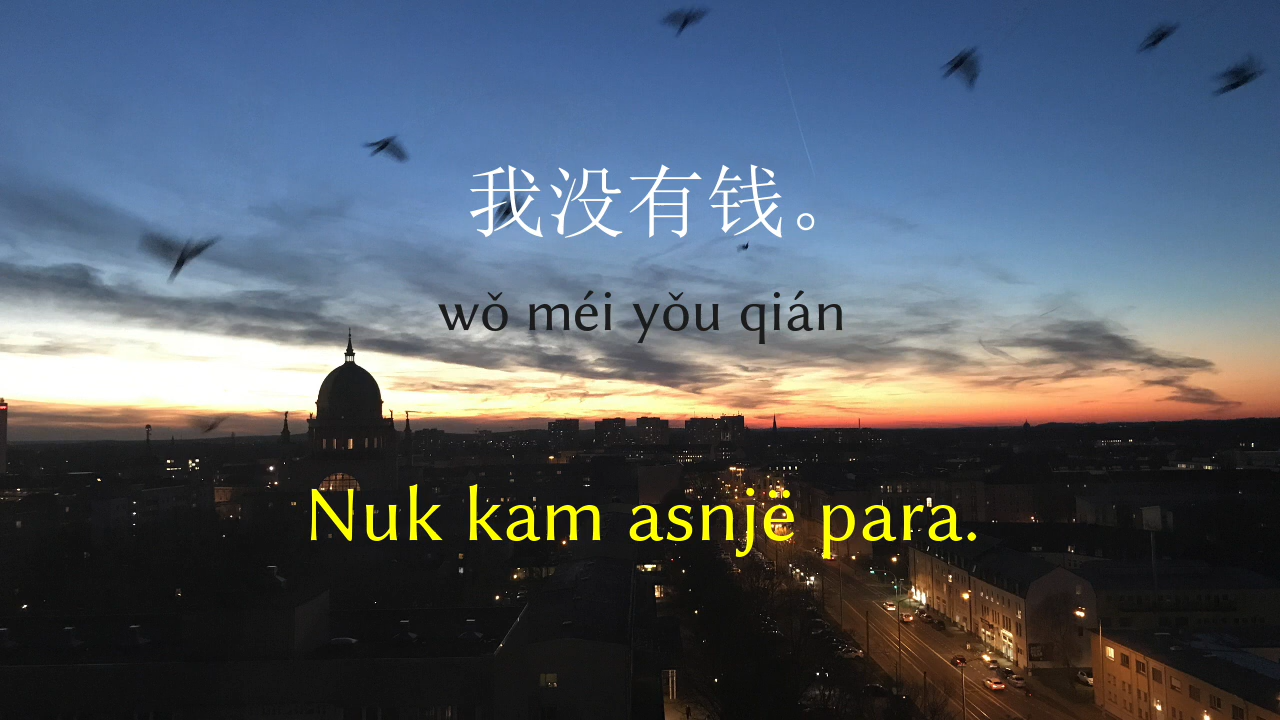 我没有钱。
wǒ méi yǒu qián
Nuk kam asnjë para.